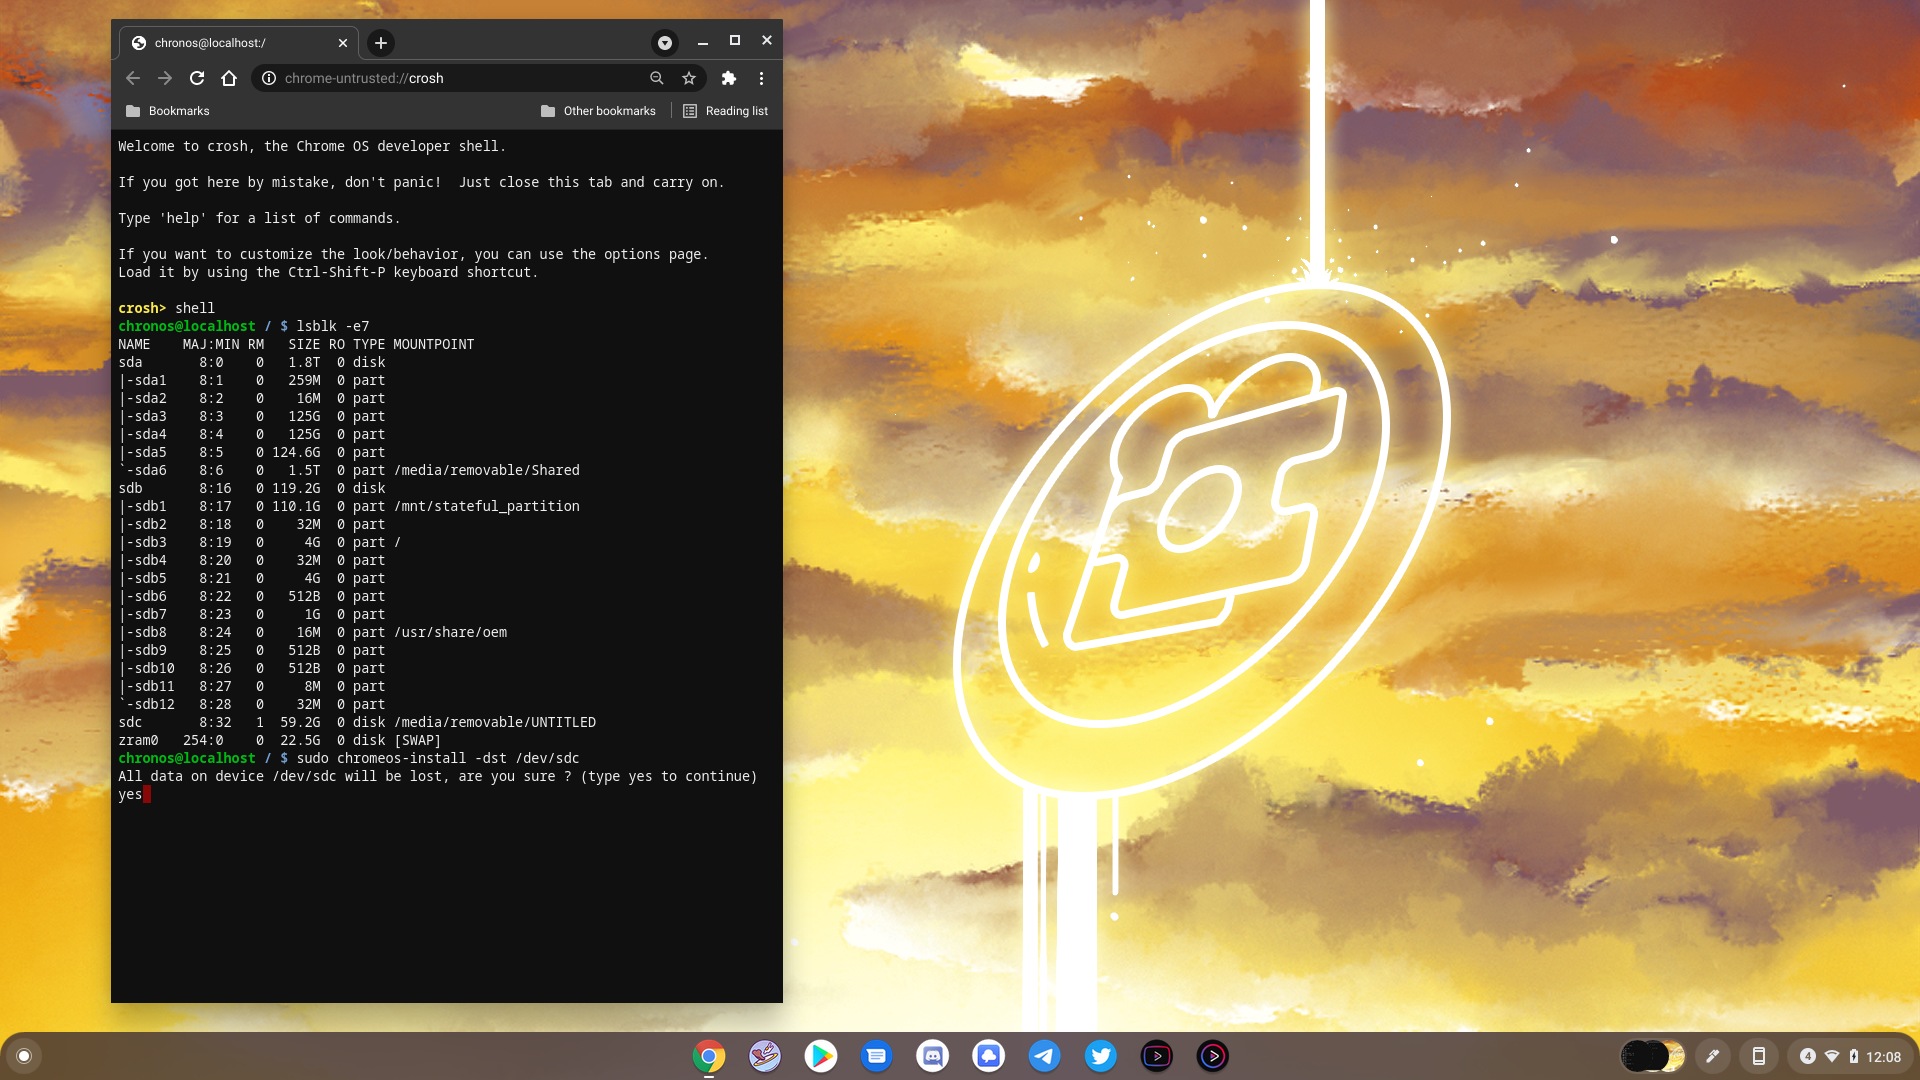 chronos@localhost:/
chrome-untrusted://crosh
Bookmarks
Other bookmarks
Reading list
Welcome to crosh, the Chrome OS developer shell.
If you got here by mistake, don't panic!  Just close this tab and carry on.
Type 'help' for a list of commands.
If you want to customize the look/behavior, you can use the options page.
Load it by using the Ctrl-Shift-P keyboard shortcut.
crosh> shell
chronos@localhost / $ lsblk -e7
NAME    MAJ:MIN RM   SIZE RO TYPE MOUNTPOINT
sda       8:0    0   1.8T  0 disk
|-sda1    8:1    0   259M  0 part
|-sda2    8:2    0    16M  0 part
|-sda3    8:3    0   125G  0 part
|-sda4    8:4    0   125G  0 part
|-sda5    8:5    0 124.6G  0 part
`-sda6    8:6    0   1.5T  0 part /media/removable/Shared
sdb       8:16   0 119.2G  0 disk
|-sdb1    8:17   0 110.1G  0 part /mnt/stateful_partition
|-sdb2    8:18   0    32M  0 part
|-sdb3    8:19   0     4G  0 part /
|-sdb4    8:20   0    32M  0 part
|-sdb5    8:21   0     4G  0 part
|-sdb6    8:22   0   512B  0 part
|-sdb7    8:23   0     1G  0 part
|-sdb8    8:24   0    16M  0 part /usr/share/oem
|-sdb9    8:25   0   512B  0 part
|-sdb10   8:26   0   512B  0 part
|-sdb11   8:27   0     8M  0 part
`-sdb12   8:28   0    32M  0 part
sdc       8:32   1  59.2G  0 disk /media/removable/UNTITLED
zram0   254:0    0  22.5G  0 disk [SWAP]
chronos@localhost / $ sudo chromeos-install -dst /dev/sdc
All data on device /dev/sdc will be lost, are you sure ? (type yes to continue)
yes
4 12:08